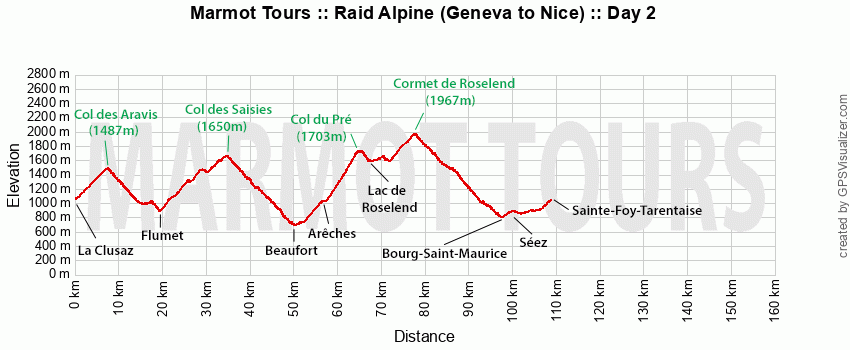 Marmot Tours :: Raid Alpine (Geneva to Nice) :: Day 2
MARMOT TOURS
Elevation
2800 m
2600 m
2400 m
2200 m
2000 m
1800 m
1600 m
1400 m
1200 m
1000 m
800 m
600 m
400 m
200 m
0 m
Col des Aravis
(1487m)
Col des Saisies
(1650m)
Col du Pré
(1703m)
Cormet de Roselend
(1967m)
La Clusaz
Flumet
Beaufort
Arêches
Lac de
Roselend
Bourg-Saint-Maurice
Séez
Sainte-Foy-Tarentaise
0 km
10 km
20 km
30 km
40 km
50 km
60 km
70 km
80 km
90 km
100 km
110 km
120 km
130 km
140 km
150 km
160 km
Distance
created by GPSVisualizer.com